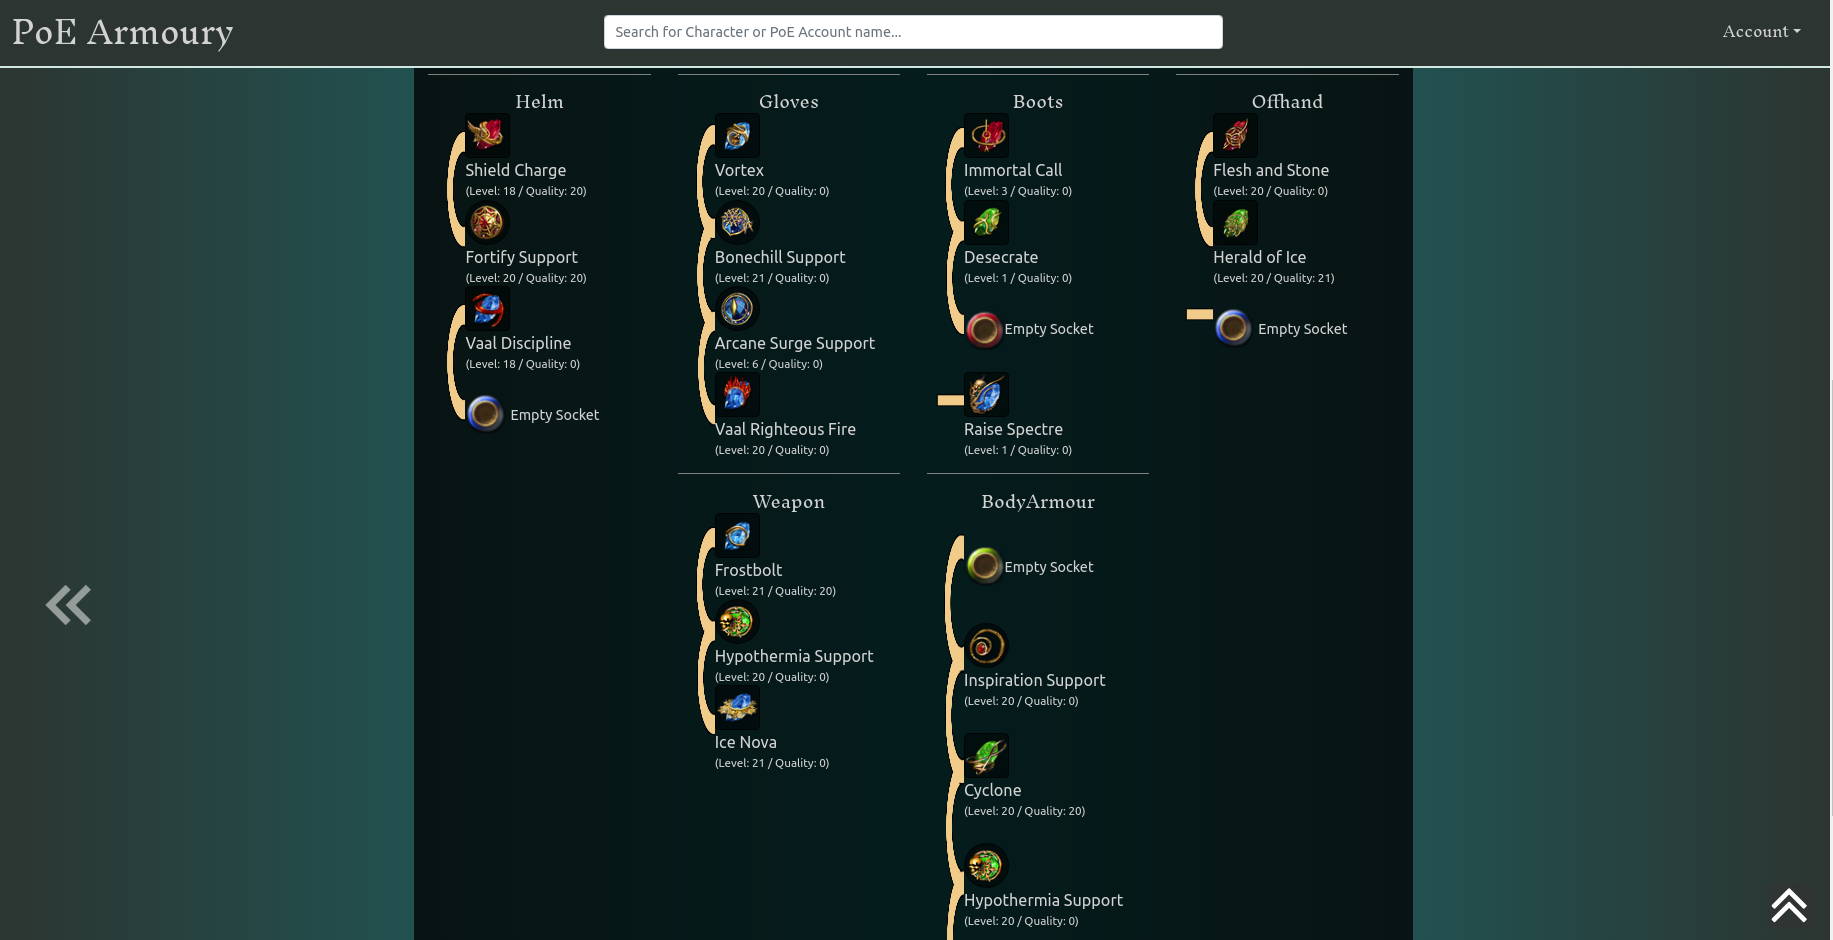 PoE Armoury
Search for Character or PoE Account name...
Account
Helm
Shield Charge
(Level: 18 / Quality: 20)
Fortify Support
(Level: 20 / Quality: 20)
Vaal Discipline
(Level: 18 / Quality: 0)
Empty Socket
Gloves
Vortex
(Level: 20 / Quality: 0)
Bonechill Support
(Level: 21 / Quality: 0)
Arcane Surge Support
(Level: 6 / Quality: 0)
Vaal Righteous Fire
(Level: 20 / Quality: 0)
Boots
Immortal Call
(Level: 3 / Quality: 0)
Desecrate
(Level: 1 / Quality: 0)
Empty Socket
Raise Spectre
(Level: 1 / Quality: 0)
Offhand
Flesh and Stone
(Level: 20 / Quality: 0)
Herald of Ice
(Level: 20 / Quality: 21)
Empty Socket
Weapon
Frostbolt
(Level: 21 / Quality: 20)
Hypothermia Support
(Level: 20 / Quality: 0)
Ice Nova
(Level: 21 / Quality: 0)
BodyArmour
Empty Socket
Inspiration Support
(Level: 20 / Quality: 0)
Cyclone
(Level: 20 / Quality: 20)
Hypothermia Support
(Level: 20 / Quality: 0)